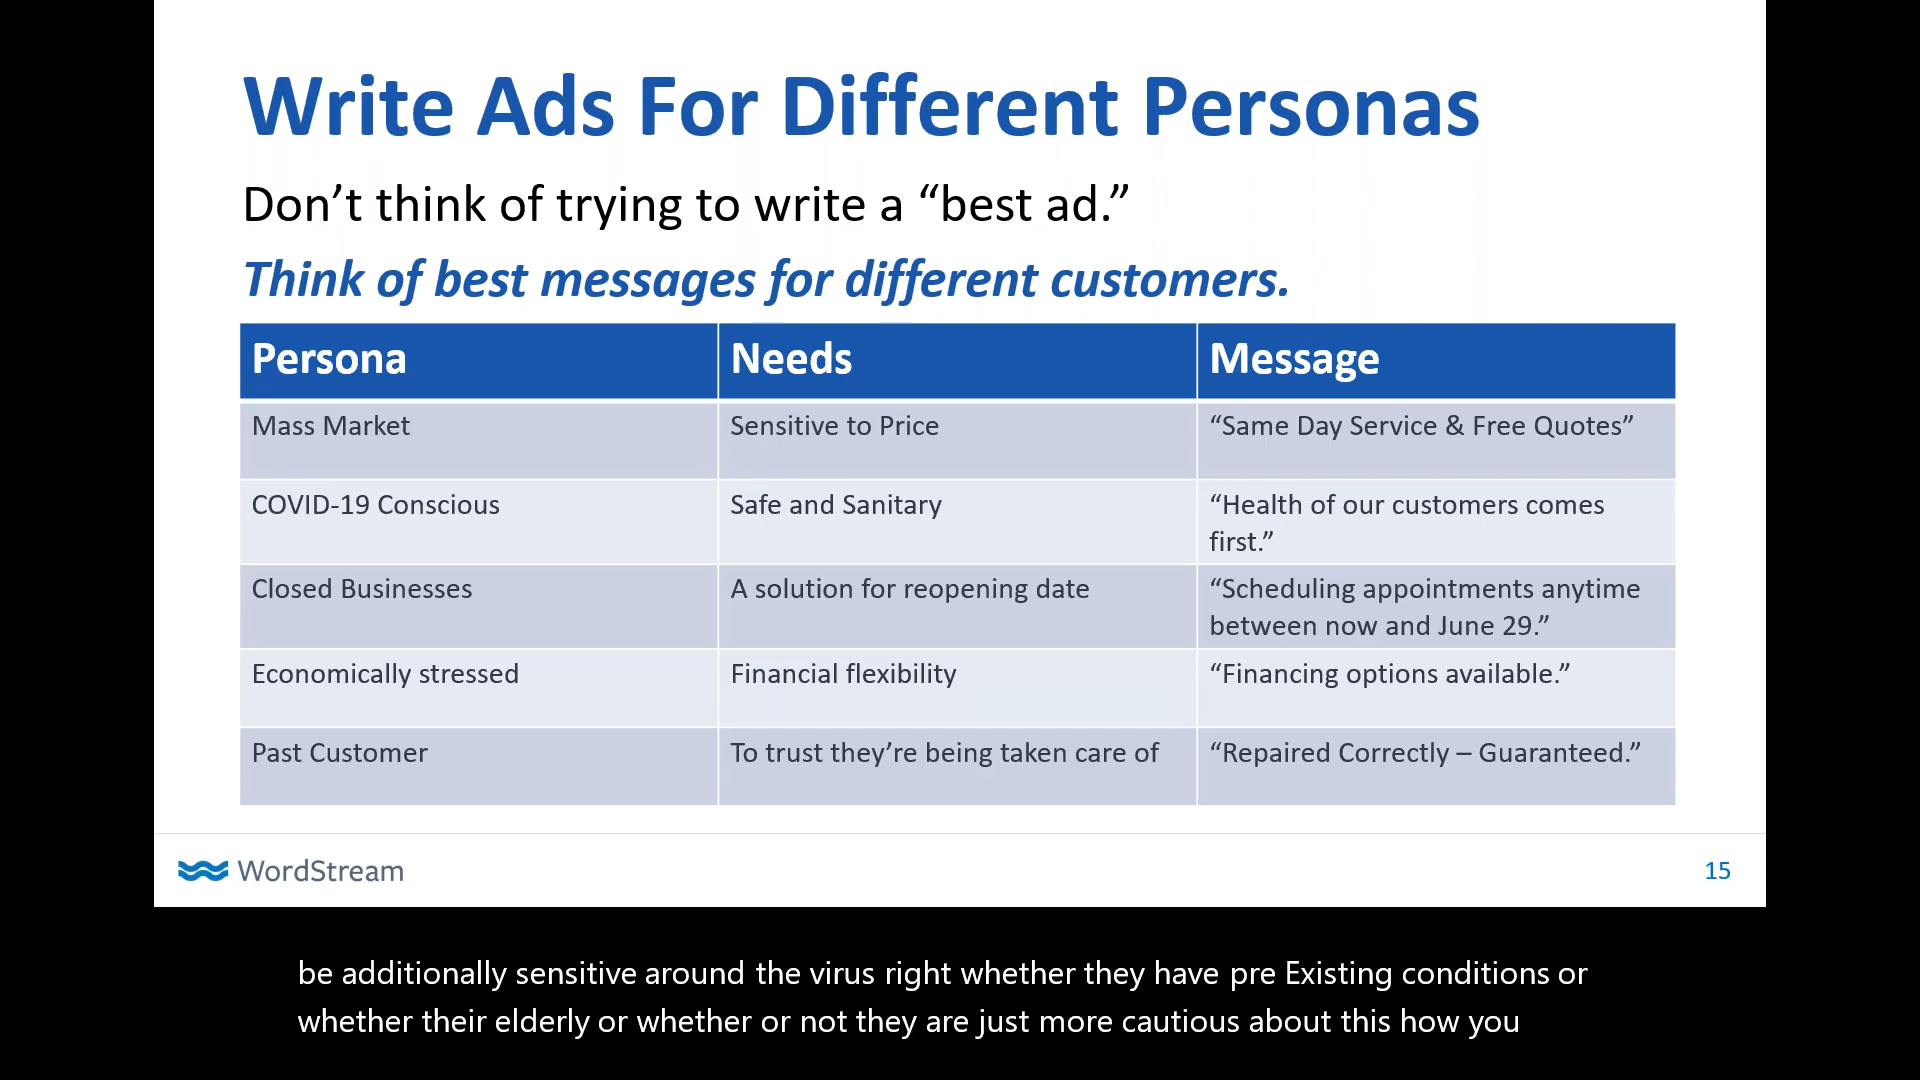 Write Ads For Different Personas
Don’t think of trying to write a “best ad.”
Think of best messages for different customers.
Persona Needs Message
Mass Market Sensitive to Price “Same Day Service & Free Quotes”
COVID-19 Conscious Safe and Sanitary “Health of our customers comes
first.”
Closed Businesses A solution for reopening date “Scheduling appointments anytime
between now and June 29.”
Economically stressed Financial flexibility “Financing options available.”
Past Customer To trust they’re being taken care of “Repaired Correctly – Guaranteed.”
WordStream 15
be additionally sensitive around the virus right whether they have pre Existing conditions or
whether their elderly or whether or not they are just more cautious about this how you